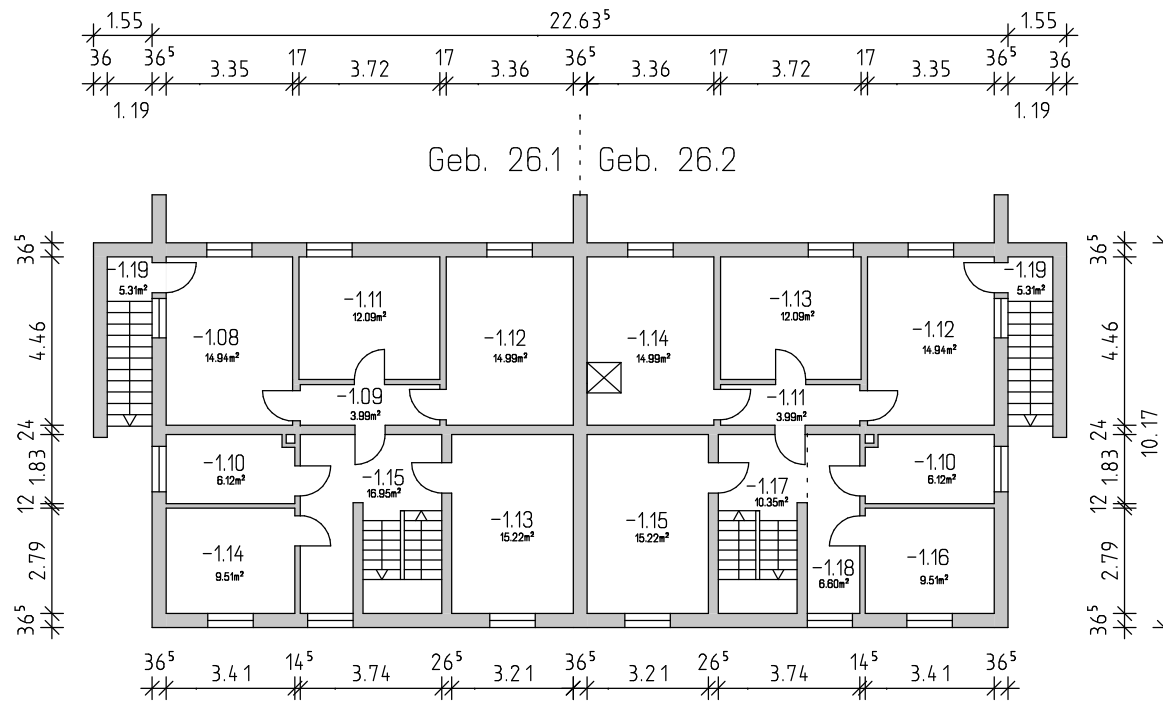 1.55 22.63⁵ 1.55
36 36⁵ 17 17 36⁵ 17 17 36⁵ 36
3.35 3.72 3.36 3.36 3.72 3.35
1.19 1.19
Geb. 26.1 Geb. 26.2
36⁵
4.46
24
1.83
12
2.79
36⁵
-1.19
5.31m²
-1.08
14.94m²
-1.11
12.09m²
-1.12
14.99m²
-1.09
3.99m²
-1.10
6.12m²
-1.15
16.95m²
-1.14
9.51m²
-1.13
15.22m²
-1.14
14.99m²
-1.13
12.09m²
-1.12
14.94m²
-1.19
5.31m²
-1.11
3.99m²
-1.10
6.12m²
-1.17
10.35m²
-1.15
15.22m²
-1.18
6.60m²
-1.16
9.51m²
36⁵
4.46
24
1.83
12
2.79
36⁵
10.17
36⁵ 14⁵ 26⁵ 36⁵ 26⁵ 14⁵ 36⁵
3.41 3.74 3.21 3.21 3.74 3.41